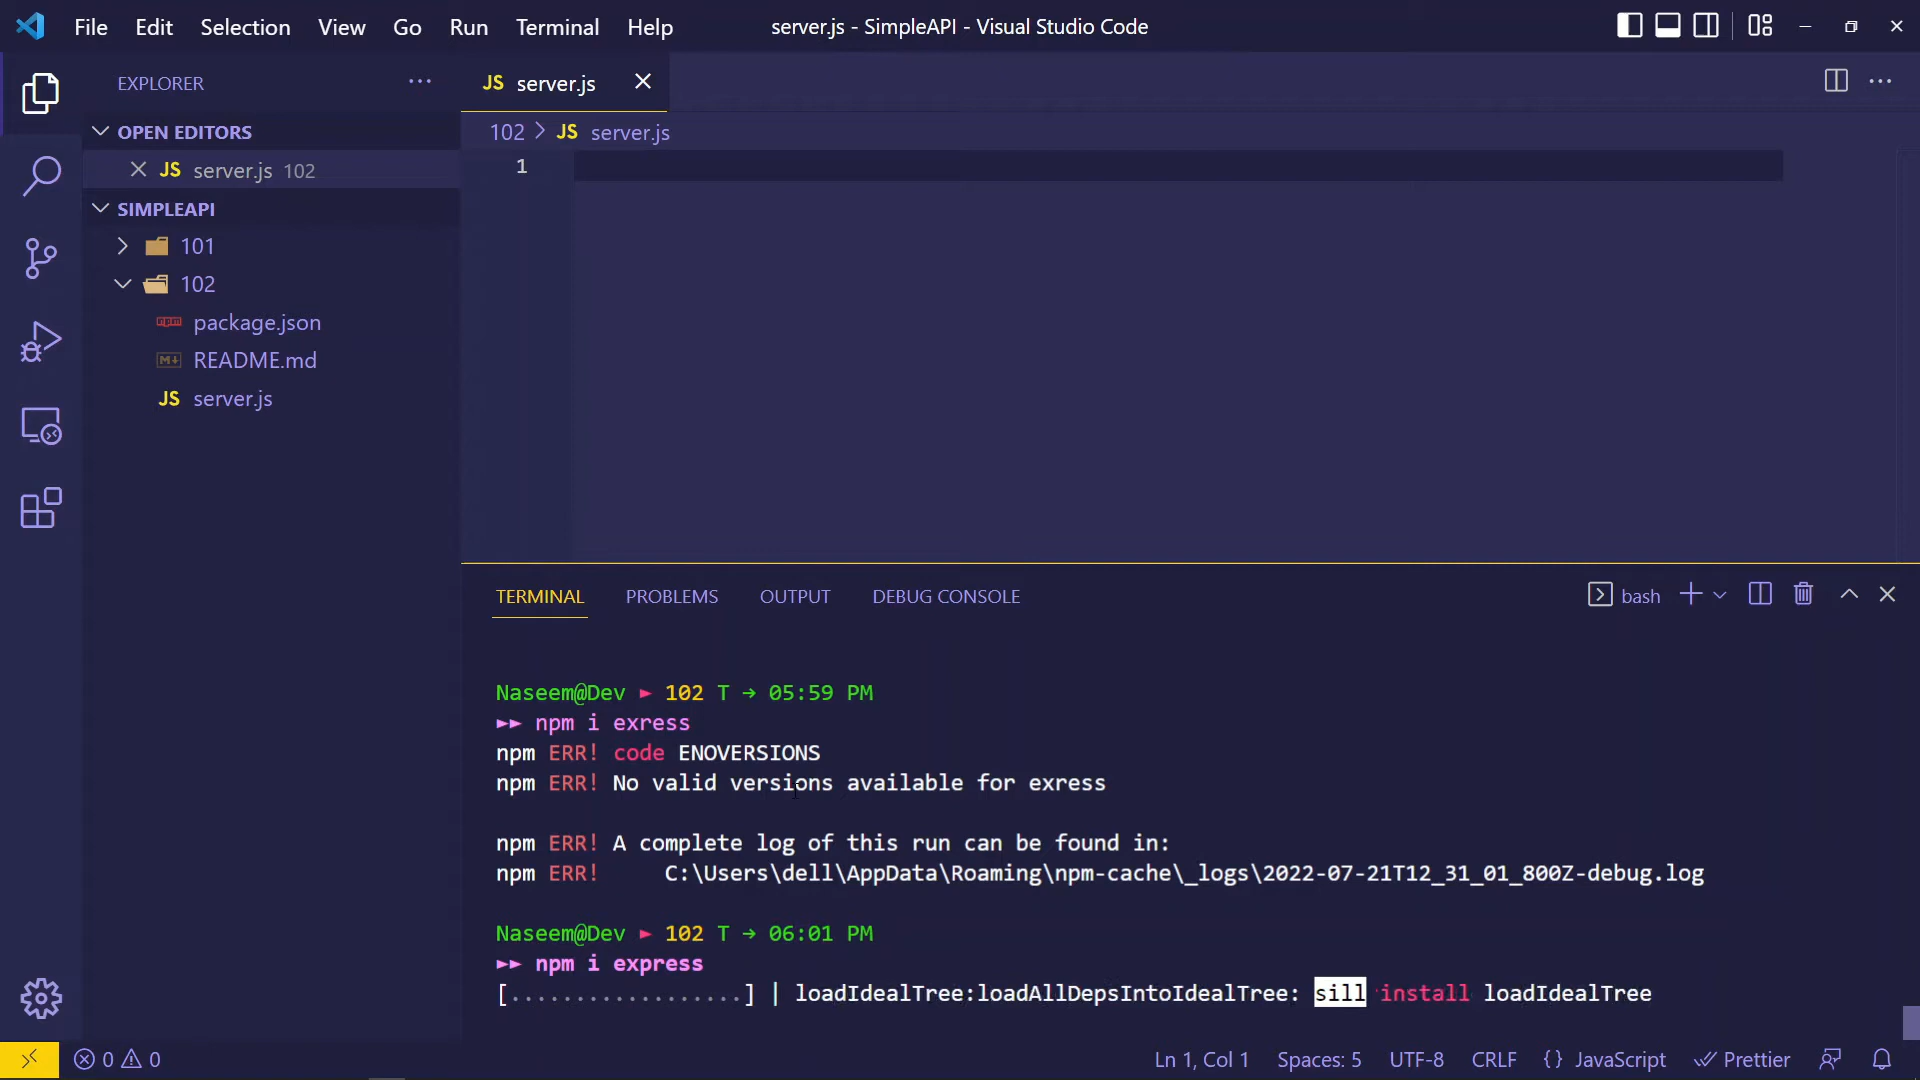 File Edit Selection View Go Run Terminal Help
server.js - SimpleAPI - Visual Studio Code
EXPLORER
OPEN EDITORS
JS server.js 102
SIMPLEAPI
101
102
npm package.json
M README.md
JS server.js
JS server.js
102 > JS server.js
1
TERMINAL PROBLEMS OUTPUT DEBUG CONSOLE
bash
Naseem@Dev ► 102 T → 05:59 PM
►► npm i exress
npm ERR! code ENOVERSIONS
npm ERR! No valid versions available for exress
npm ERR! A complete log of this run can be found in:
npm ERR! C:\Users\dell\AppData\Roaming\npm-cache\_logs\2022-07-21T12_31_01_800Z-debug.log
Naseem@Dev ► 102 T → 06:01 PM
►► npm i express
[..................] | loadIdealTree:loadAllDepsIntoIdealTree: sill install loadIdealTree
0 0
Ln 1, Col 1 Spaces: 5 UTF-8 CRLF {} JavaScript Prettier